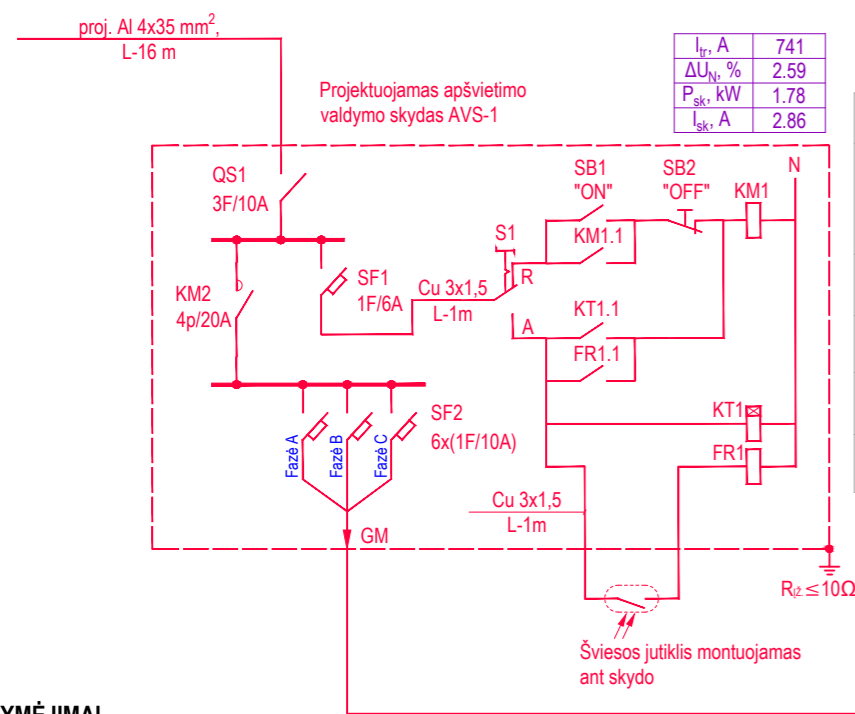 proj. Al 4x35 mm²,
L-16 m
Itr, A 741
ΔUN, % 2.59
Psk, kW 1.78
Isk, A 2.86
Projektuojamas apšvietimo
valdymo skydas AVS-1
QS1
3F/10A
SB1
"ON"
SB2
"OFF"
KM1
N
S1
KM1.1
R
SF1
1F/6A
Cu 3x1,5
L-1m
KM2
4p/20A
A
KT1.1
FR1.1
KT1
FR1
SF2
6x(1F/10A)
Fazė A
Fazė B
Fazė C
Cu 3x1,5
L-1m
GM
Rįž.≤10Ω
Šviesos jutiklis montuojamas
ant skydo